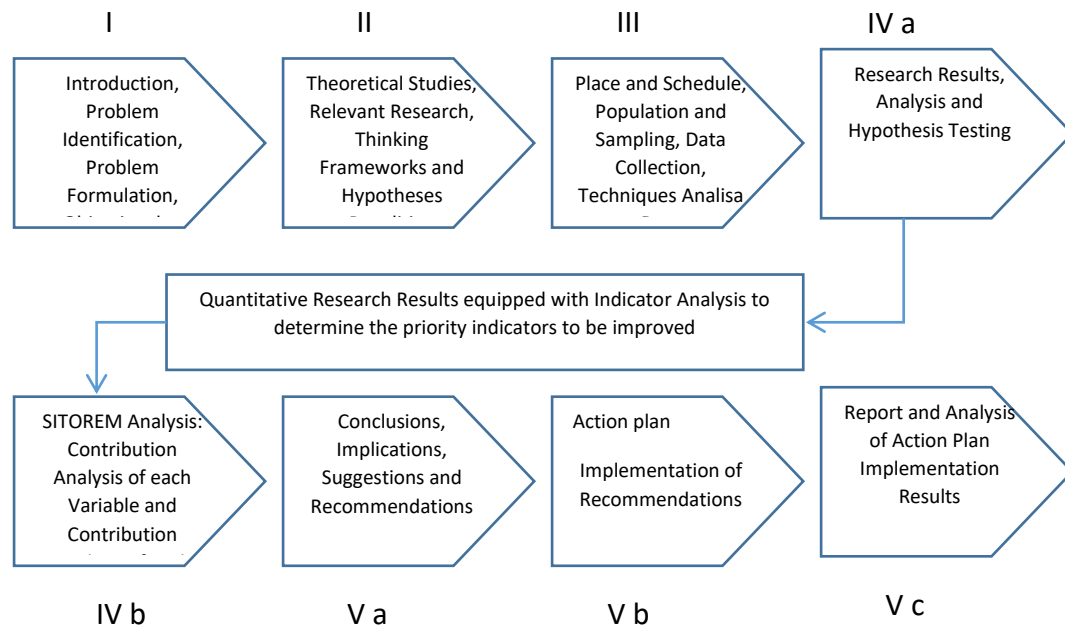 I
II
III
IV a
Introduction,
Problem
Identification,
Problem
Formulation,
Theoretical Studies,
Relevant Research,
Thinking
Frameworks and
Hypotheses
Place and Schedule,
Population and
Sampling, Data
Collection,
Techniques Analisa
Research Results,
Analysis and
Hypothesis Testing
Quantitative Research Results equipped with Indicator Analysis to
determine the priority indicators to be improved
SITOREM Analysis:
Contribution
Analysis of each
Variable and
Contribution
Conclusions,
Implications,
Suggestions and
Recommendations
Action plan
Implementation of
Recommendations
Report and Analysis
of Action Plan
Implementation
Results
IV b
V a
V b
V c